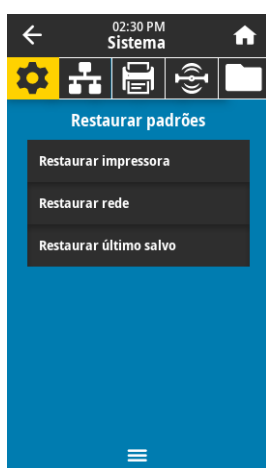 02:30 PM
Sistema
Restaurar padrões
Restaurar impressora
Restaurar rede
Restaurar último salvo